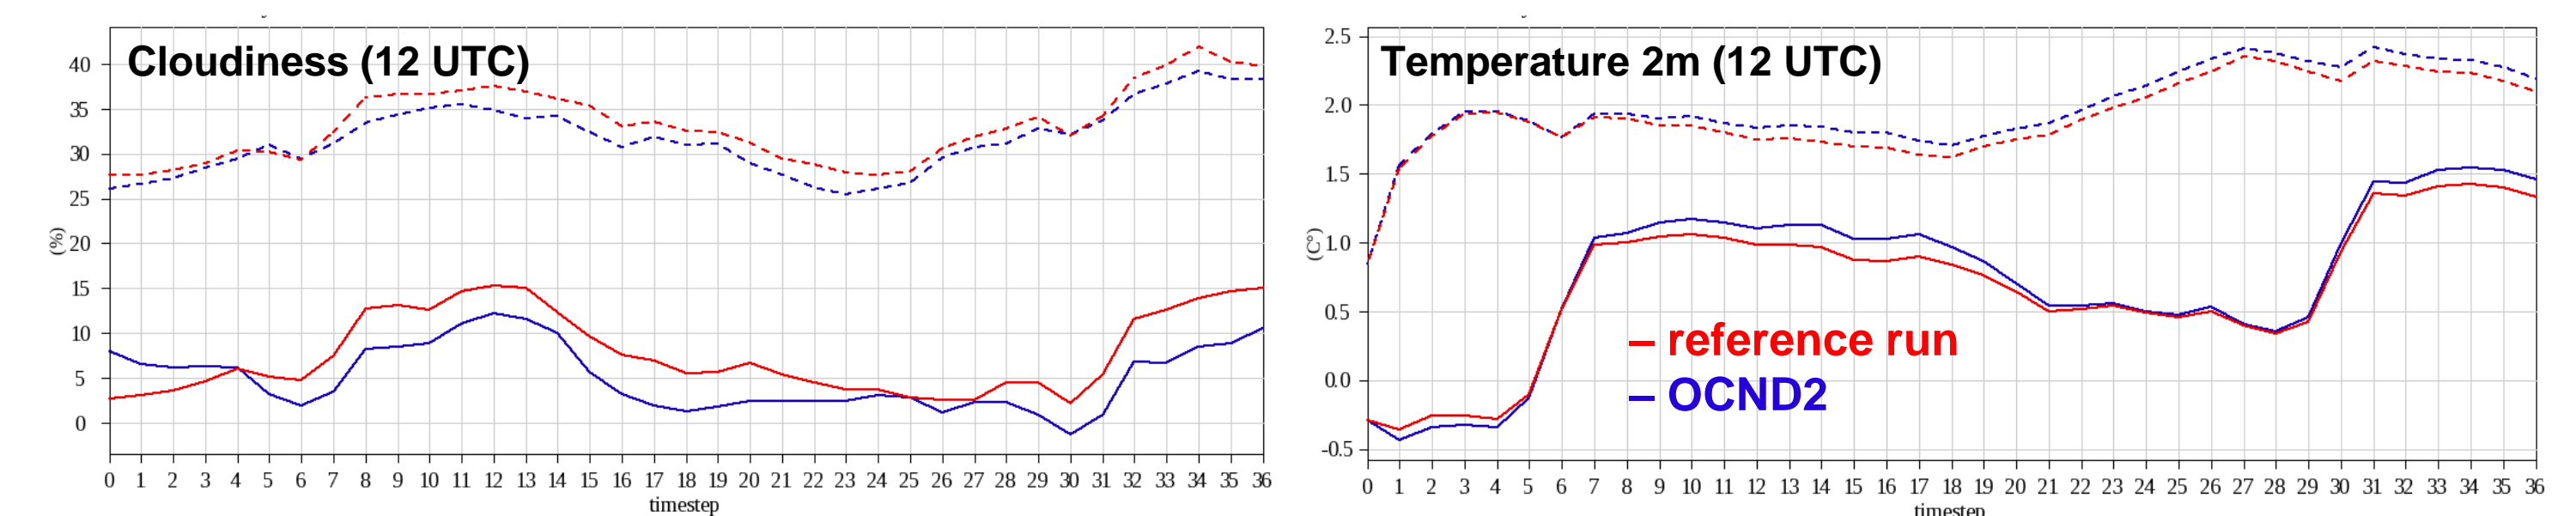 Cloudiness (12 UTC)
40
35
30
25
20
15
10
5
0
(%)
0 1 2 3 4 5 6 7 8 9 10 11 12 13 14 15 16 17 18 19 20 21 22 23 24 25 26 27 28 29 30 31 32 33 34 35 36
timestep
Temperature 2m (12 UTC)
2.5
2.0
1.5
1.0
0.5
0.0
-0.5
(C°)
– reference run
– OCND2
0 1 2 3 4 5 6 7 8 9 10 11 12 13 14 15 16 17 18 19 20 21 22 23 24 25 26 27 28 29 30 31 32 33 34 35 36
timestep